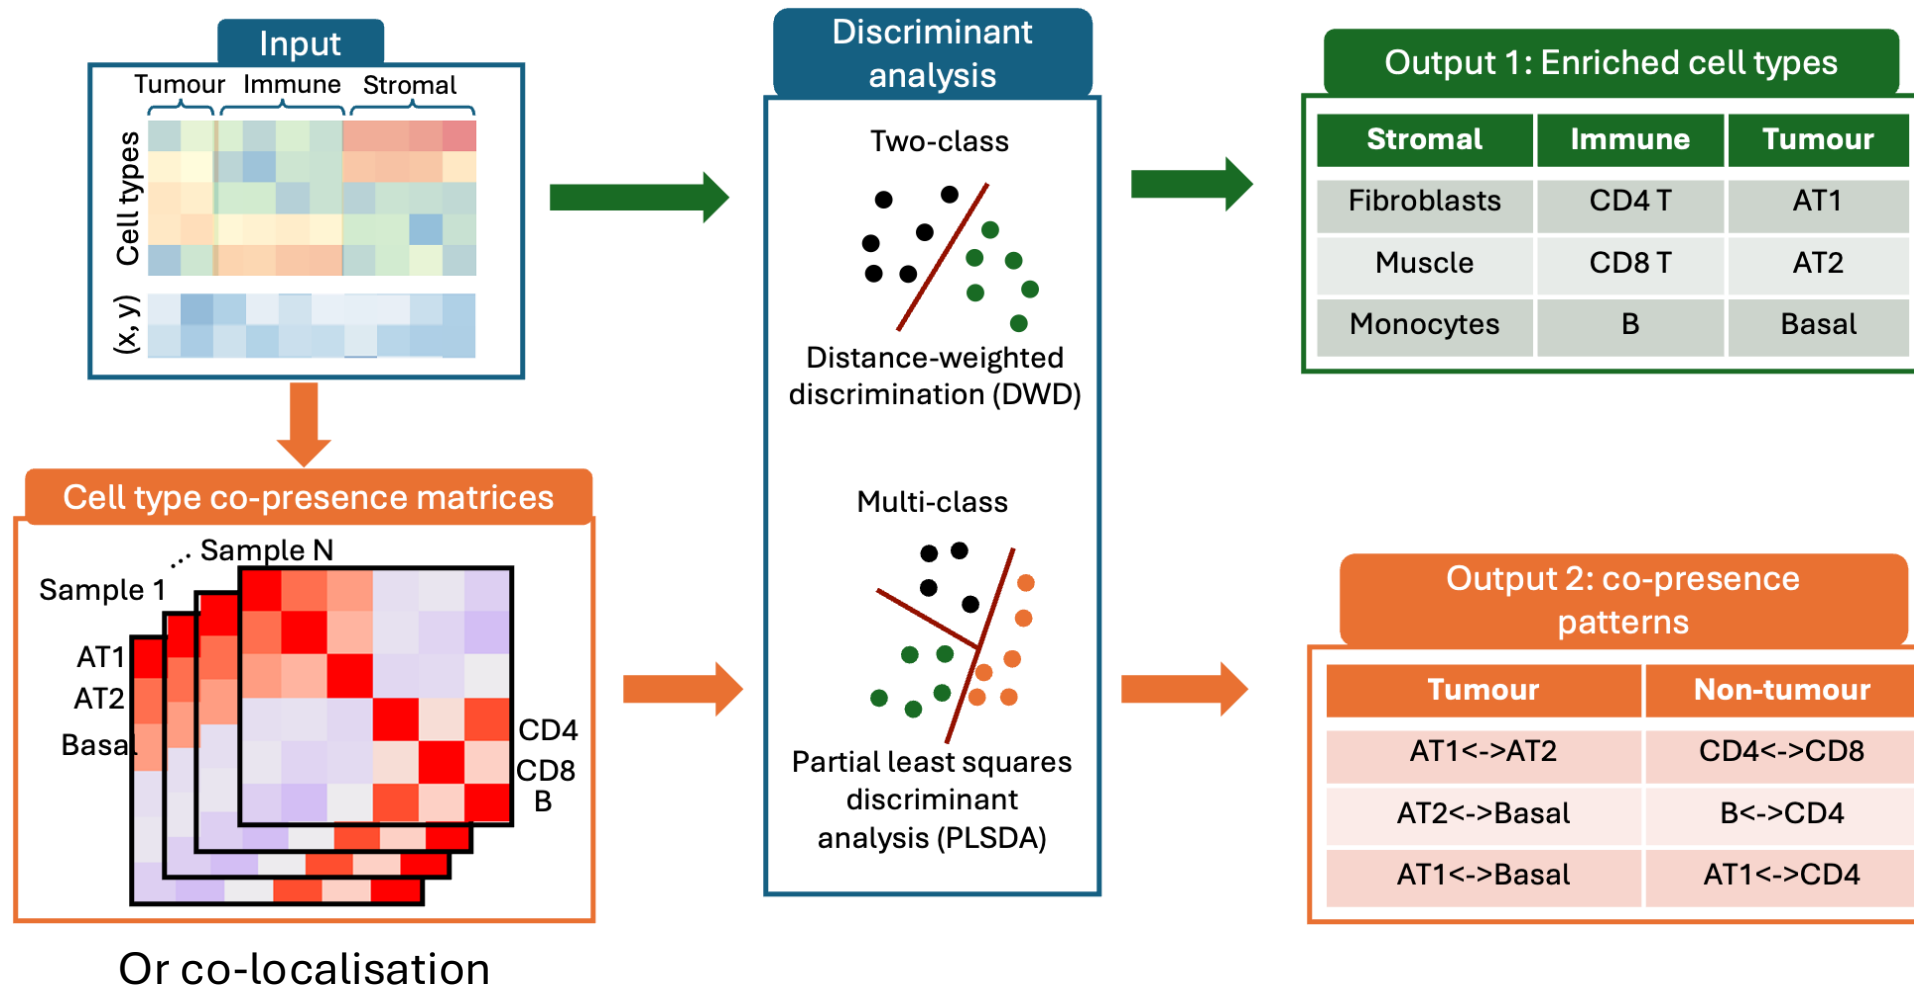 Input
Tumour Immune Stromal
Cell types
(x, y)
Cell type co-presence matrices
Sample 1 ... Sample N
AT1
AT2
Basal
CD4
CD8
B
Or co-localisation
Discriminant
analysis
Two-class
Distance-weighted
discrimination (DWD)
Multi-class
Partial least squares
discriminant
analysis (PLSDA)
Output 1: Enriched cell types
Stromal Immune Tumour
Fibroblasts CD4 T AT1
Muscle CD8 T AT2
Monocytes B Basal
Output 2: co-presence
patterns
Tumour Non-tumour
AT1<->AT2 CD4<->CD8
AT2<->Basal B<->CD4
AT1<->Basal AT1<->CD4